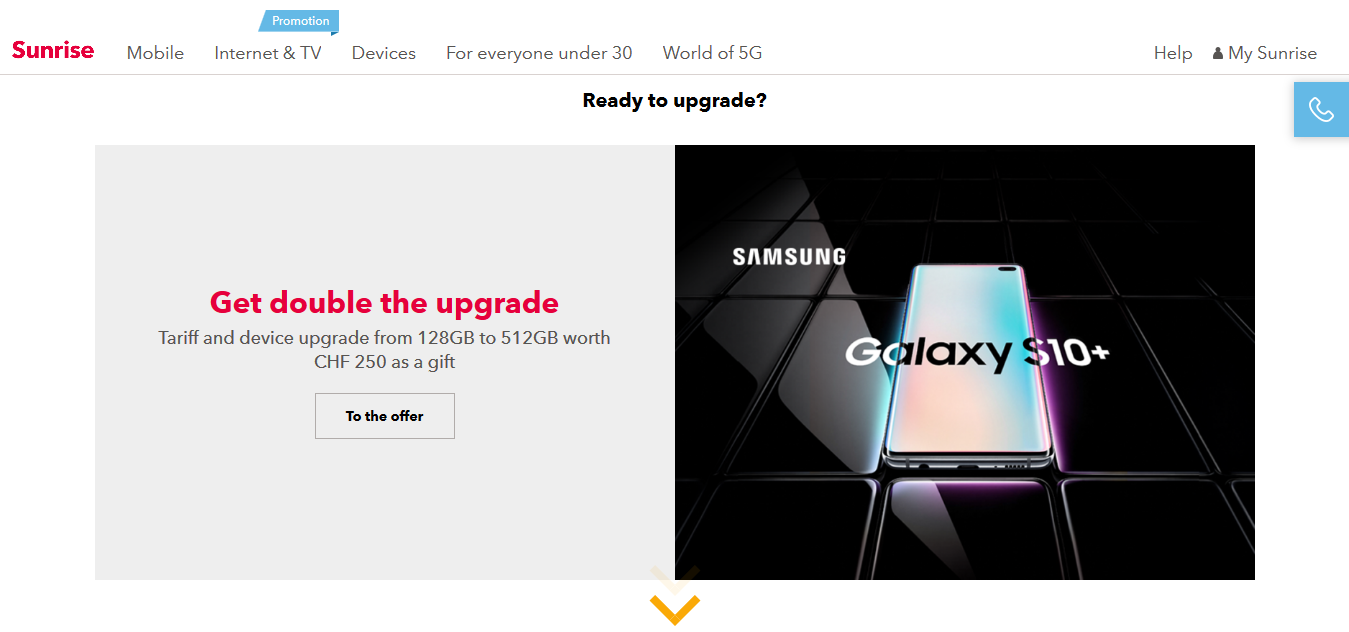 Promotion
Sunrise Mobile Internet & TV Devices For everyone under 30 World of 5G Help My Sunrise
Ready to upgrade?
SAMSUNG
Galaxy S10+
Get double the upgrade
Tariff and device upgrade from 128GB to 512GB worth
CHF 250 as a gift
To the offer